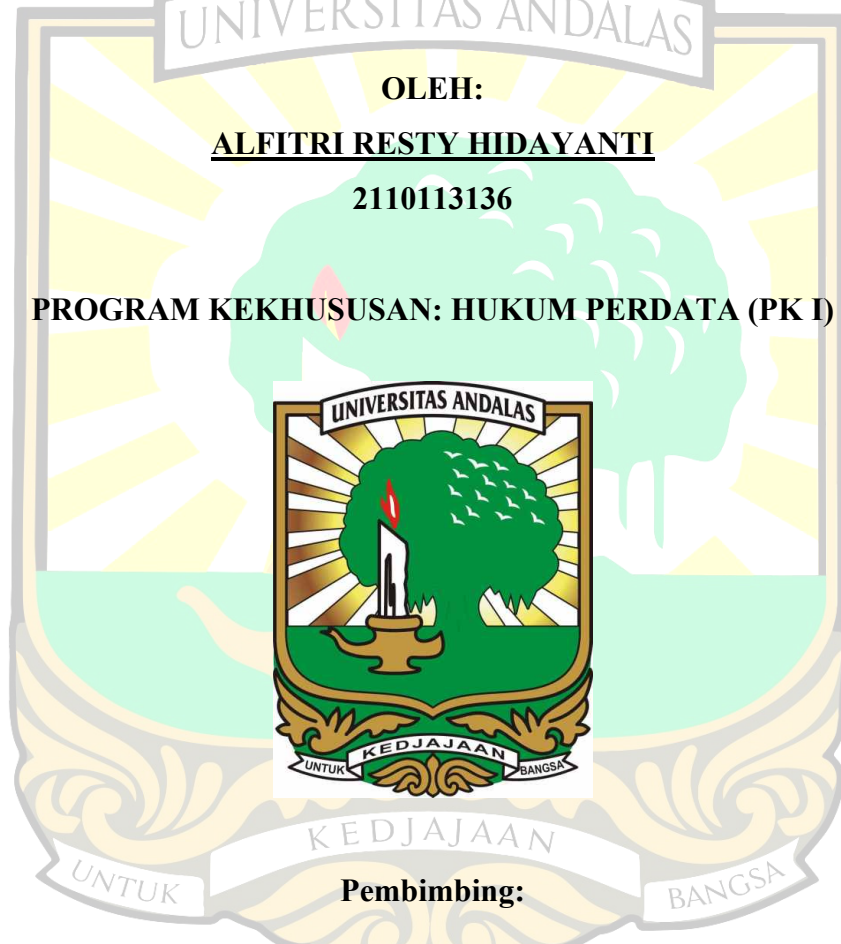 UNIVERSITAS ANDALAS
OLEH:
ALFITRI RESTY HIDAYANTI
2110113136
PROGRAM KEKHUSUSAN: HUKUM PERDATA (PK I)
UNIVERSITAS ANDALAS
UNTUK KEDJAJAAN BANGSA
UNTUK KEDJAJAAN BANGSA
Pembimbing: